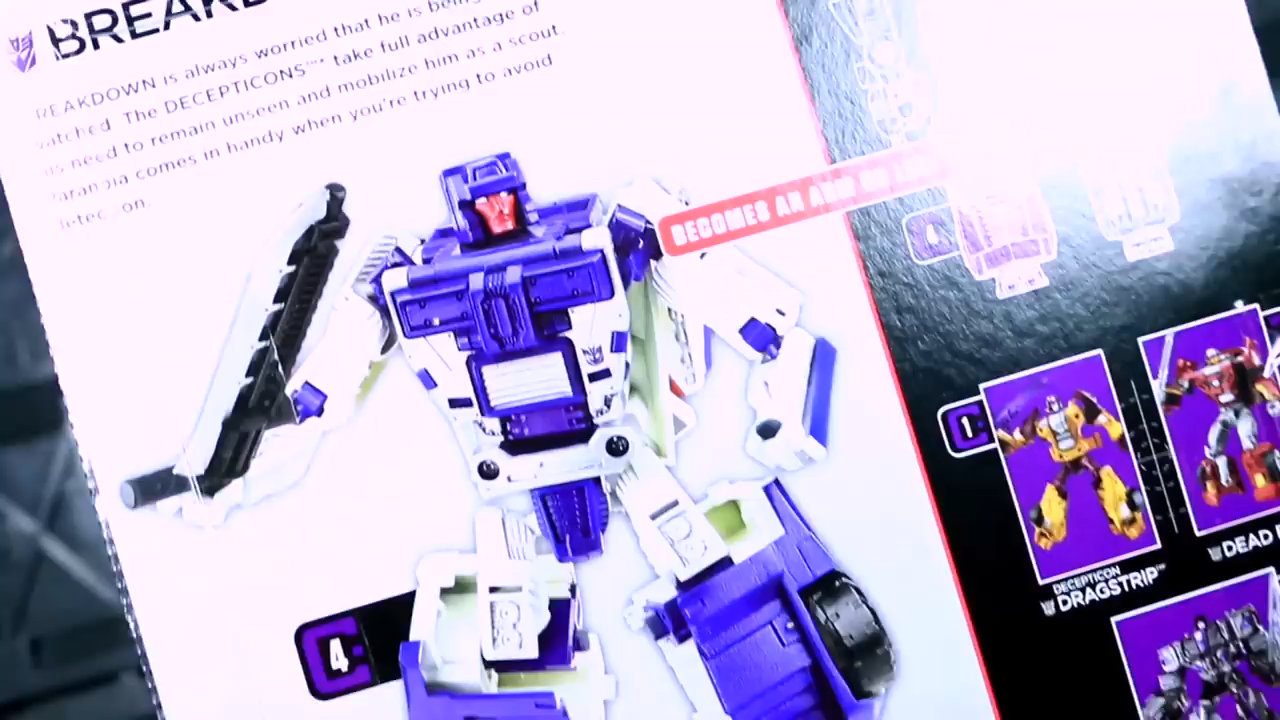 BREAKD
REAKDOWN is always worried that he is being
watched. The DECEPTICONS™* take full advantage of
his need to remain unseen and mobilize him as a scout.
Paranoia comes in handy when you're trying to avoid
BECOMES AN ARM OR
4
1
DECEPTICON
DRAGSTRIP™
DEAD